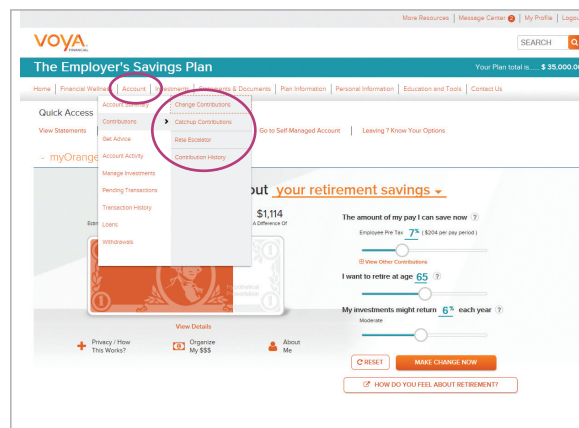 More Resources | Message Center 2 | My Profile | Logou
VOYA
FINANCIAL
SEARCH
The Employer's Savings Plan
Your Plan total is..... $ 35,000.00
Home | Financial Wellness | Account | Investments | Statements & Documents | Plan Information | Personal Information | Education and Tools | Contact Us
Quick Access
Account Summary
Contributions
Get Advice
Account Activity
Manage Investments
Pending Transactions
Transaction History
Loans
Withdrawals
Change Contributions
Catchup Contributions
Rate Escalator
Contribution History
View Statements | Go to Self-Managed Account | Leaving ? Know Your Options
myOrange
out your retirement savings
Estim
$1,114
A Difference Of
View Details
Privacy / How This Works?
Organize My $$$
About Me
The amount of my pay I can save now ?
Employee Pre Tax 7% ( $204 per pay period )
View Other Contributions
I want to retire at age 65 ?
My investments might return 6% each year ?
Moderate
RESET
MAKE CHANGE NOW
HOW DO YOU FEEL ABOUT RETIREMENT?